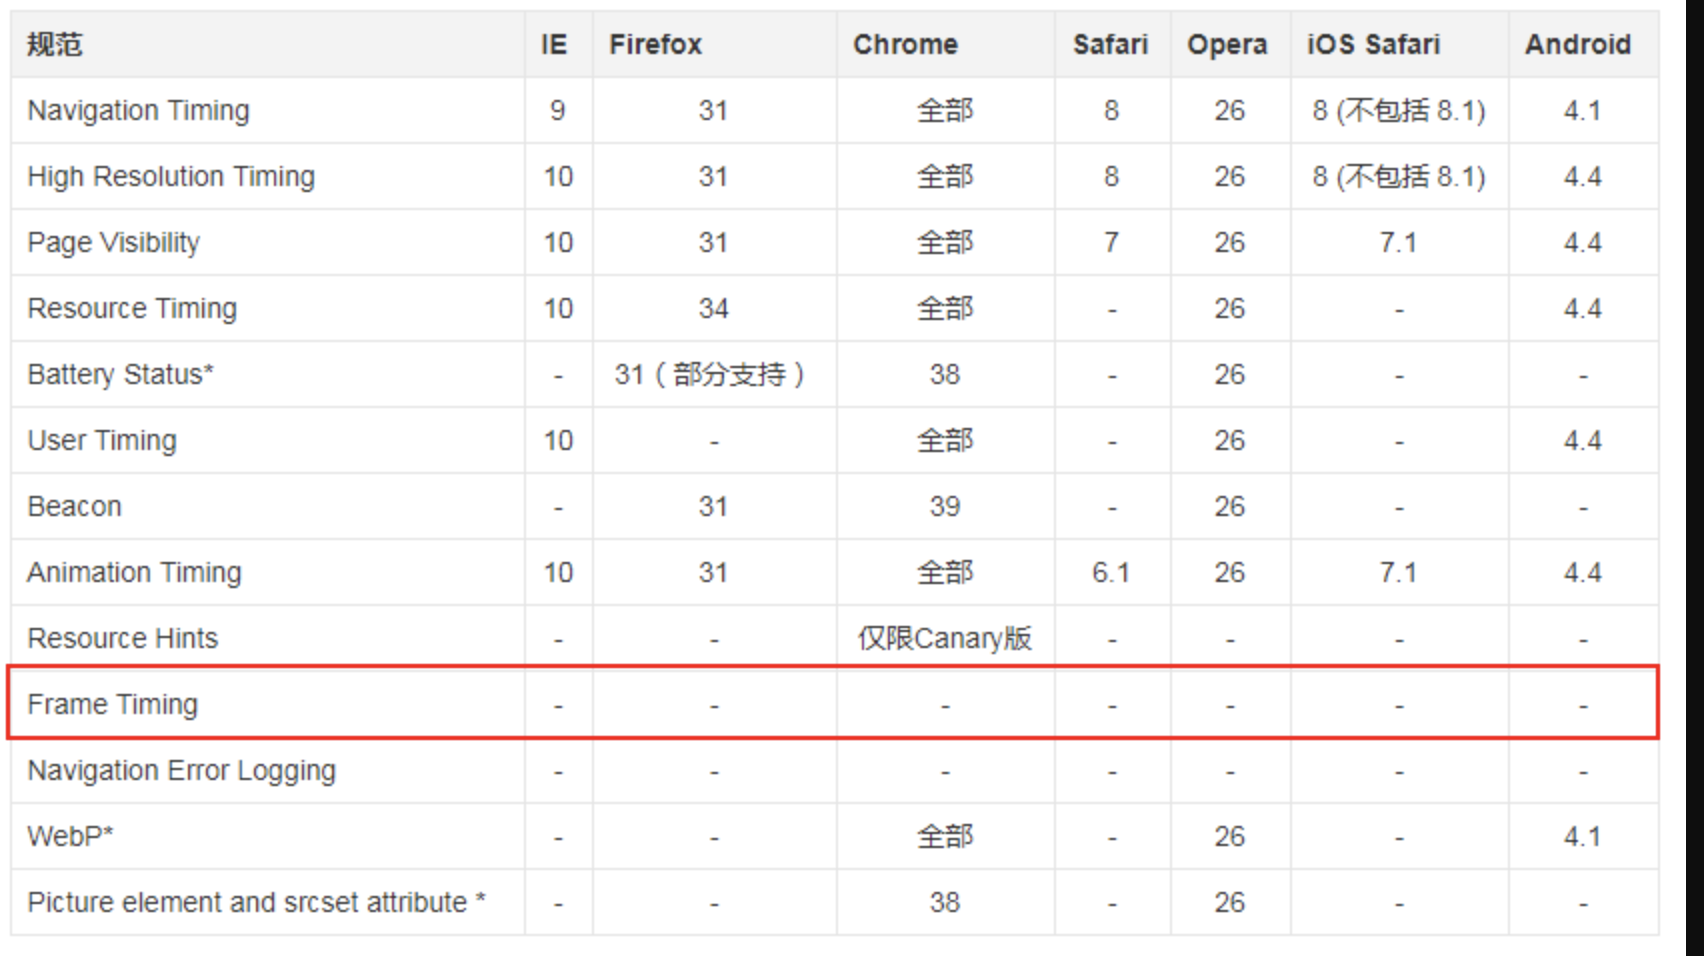 规范 IE Firefox Chrome Safari Opera iOS Safari Android
Navigation Timing 9 31 全部 8 26 8 (不包括 8.1) 4.1
High Resolution Timing 10 31 全部 8 26 8 (不包括 8.1) 4.4
Page Visibility 10 31 全部 7 26 7.1 4.4
Resource Timing 10 34 全部 - 26 - 4.4
Battery Status* - 31（部分支持） 38 - 26 - -
User Timing 10 - 全部 - 26 - 4.4
Beacon - 31 39 - 26 - -
Animation Timing 10 31 全部 6.1 26 7.1 4.4
Resource Hints - - 仅限Canary版 - - - -
Frame Timing - - - - - - -
Navigation Error Logging - - - - - - -
WebP* - - 全部 - 26 - 4.1
Picture element and srcset attribute * - - 38 - 26 - -